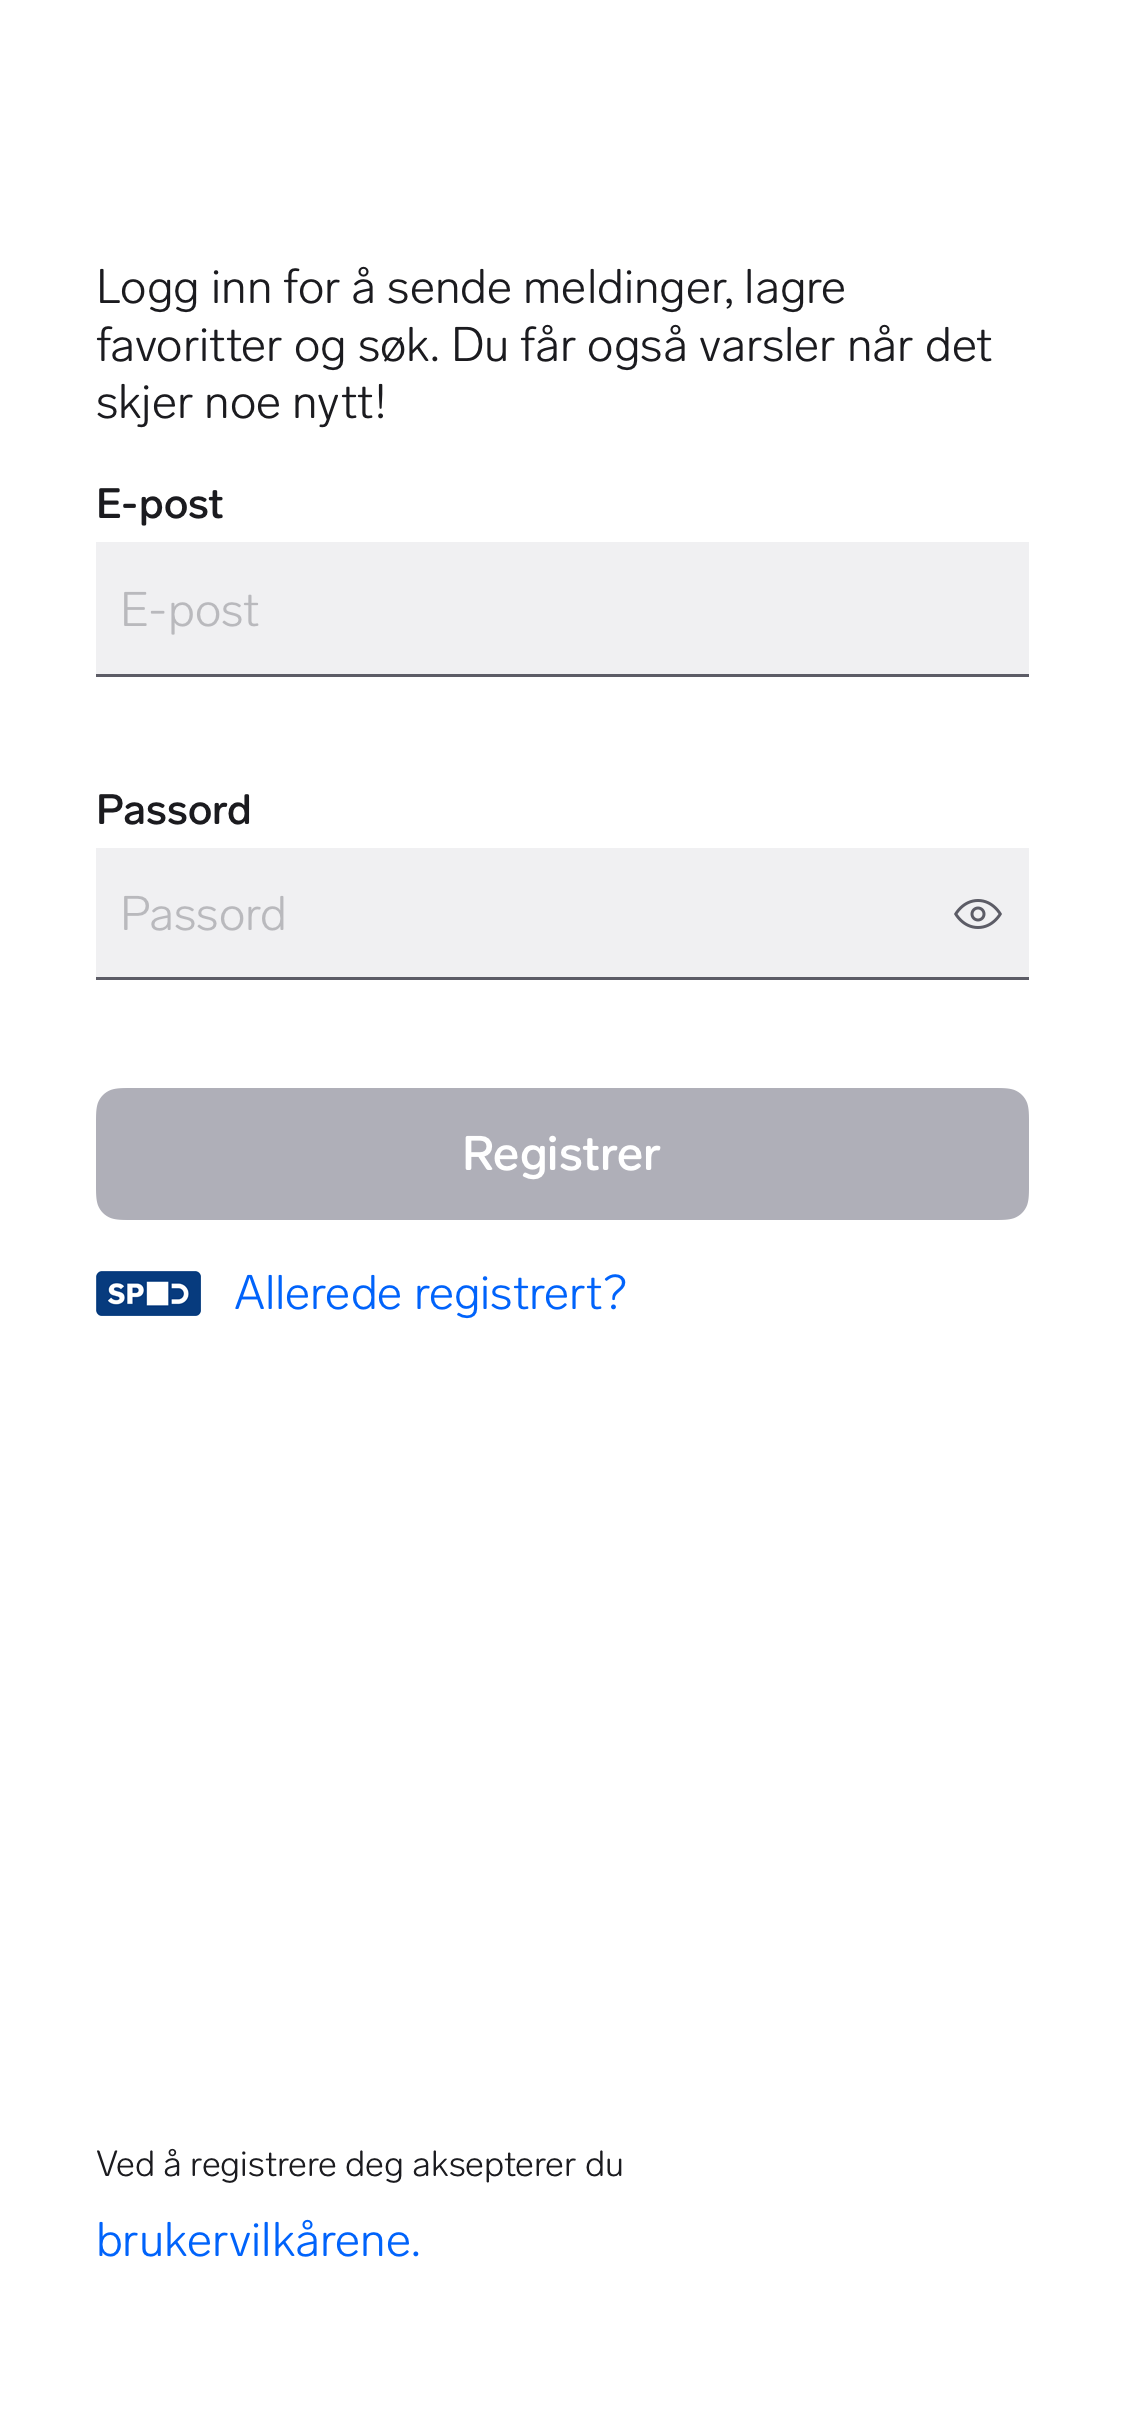 Logg inn for å sende meldinger, lagre
favoritter og søk. Du får også varsler når det
skjer noe nytt!
E-post
E-post
Passord
Passord
Registrer
SPD Allerede registrert?
Ved å registrere deg aksepterer du
brukervilkårene.